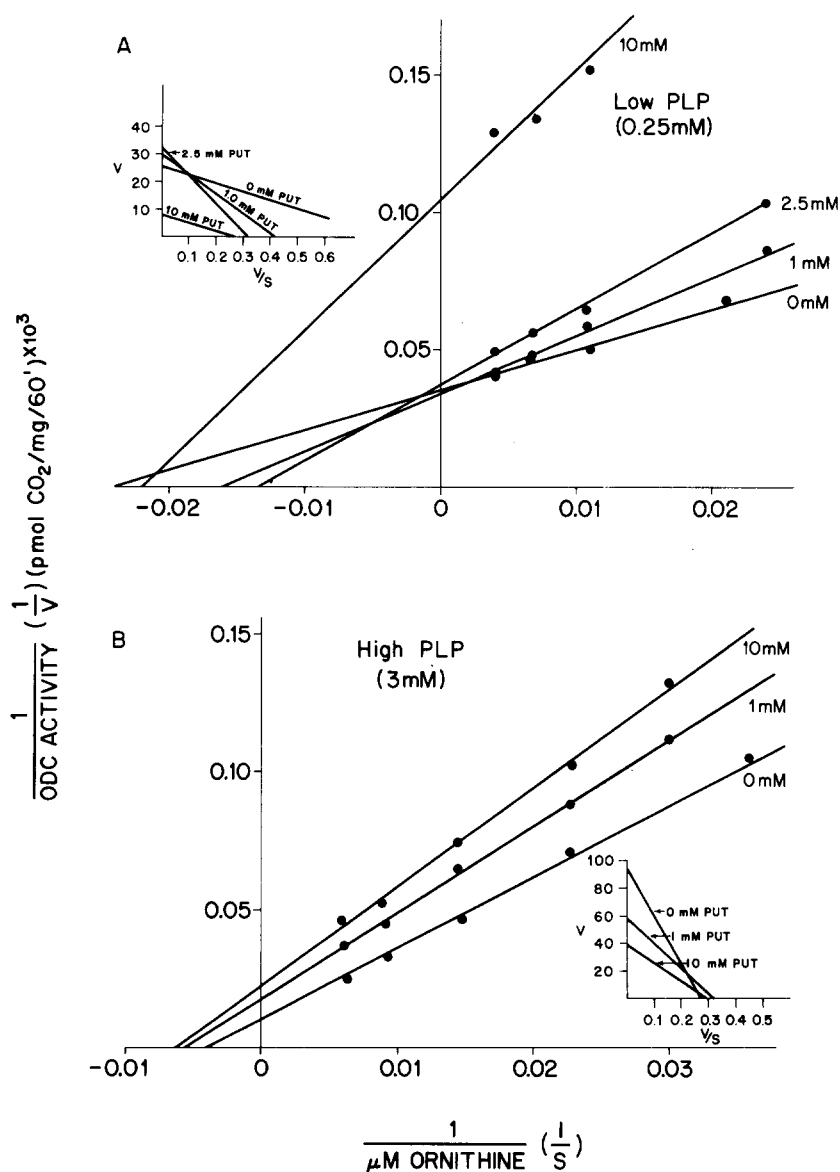 A
10mM
0.15
Low PLP
(0.25mM)
40
30
20
10
V
2.5 mM PUT
0 mM PUT
1.0 mM PUT
10 mM PUT
0.1 0.2 0.3 0.4 0.5 0.6
V/S
0.10
2.5mM
1mM
0mM
0.05
-0.02 -0.01 0 0.01 0.02
1
ODC ACTIVITY (1/V) (pmol CO₂/mg/60')×10³
B
0.15
High PLP
(3mM)
10mM
1mM
0.10
0mM
100
80
60
40
20
V
0 mM PUT
1 mM PUT
10 mM PUT
0.1 0.2 0.3 0.4 0.5
V/S
0.05
-0.01 0 0.01 0.02 0.03
1
μM ORNITHINE (1/S)